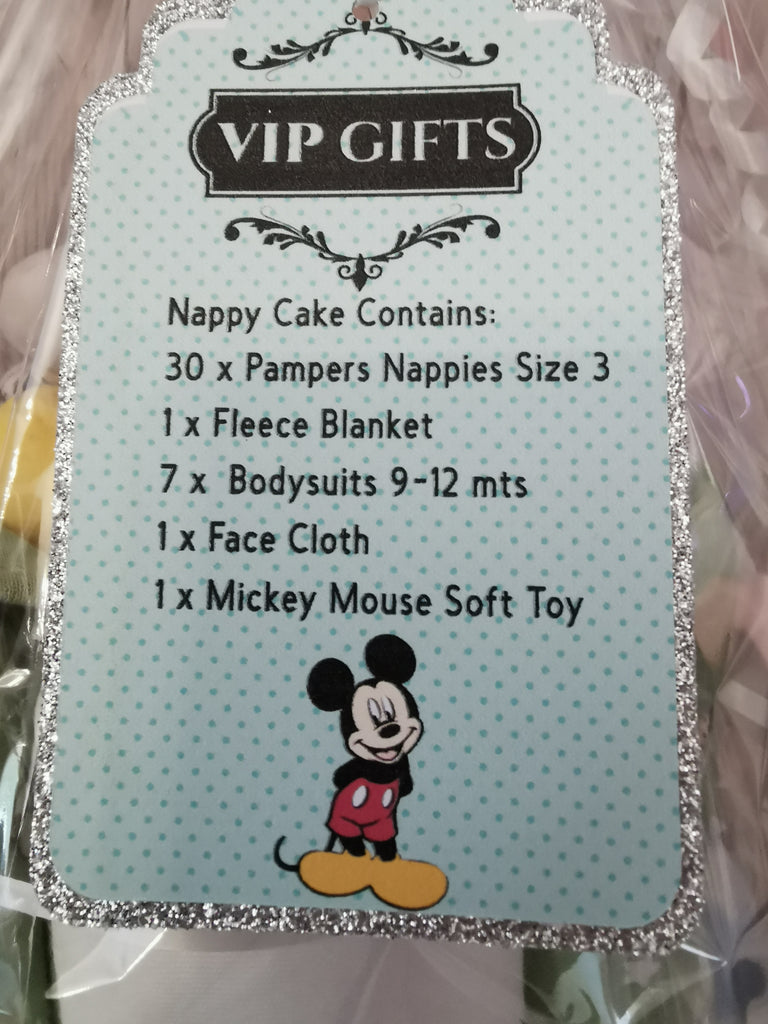 VIP GIFTS
Nappy Cake Contains:
30 x Pampers Nappies Size 3
1 x Fleece Blanket
7 x Bodysuits 9-12 mts
1 x Face Cloth
1 x Mickey Mouse Soft Toy